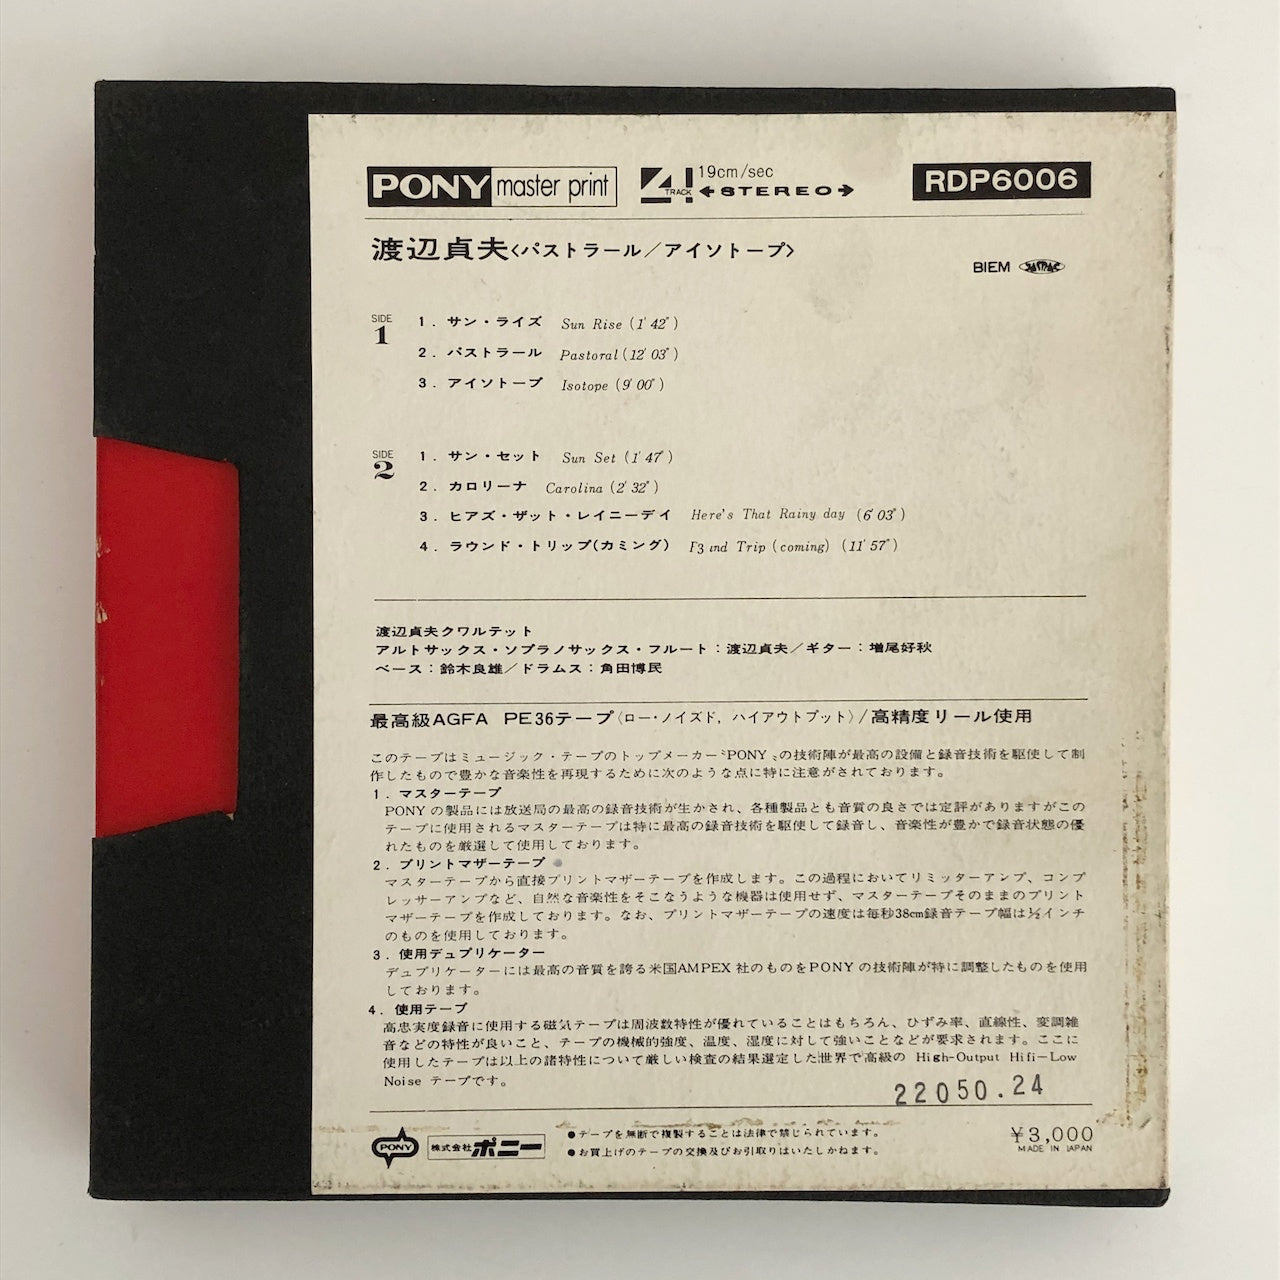 PONY master print 4 TRACK 19cm/sec STEREO RDP6006
渡辺貞夫〈パストラール／アイソトープ〉
BIEM JASRAC
SIDE 1
1．サン・ライズ Sun Rise (1′42″)
2．パストラール Pastoral (12′03″)
3．アイソトープ Isotope (9′00″)
SIDE 2
1．サン・セット Sun Set (1′47″)
2．カロリーナ Carolina (2′32″)
3．ヒアズ・ザット・レイニーデイ Here's That Rainy day (6′03″)
4．ラウンド・トリップ(カミング) Trip (coming) (11′57″)
渡辺貞夫クワルテット
アルトサックス・ソプラノサックス・フルート：渡辺貞夫／ギター：増尾好秋
ベース：鈴木良雄／ドラムス：角田博民
最高級AGFA PE36テープ〈ロー・ノイズド，ハイアウトプット〉/高精度リール使用
このテープはミュージック・テープのトップメーカー〝PONY〟の技術陣が最高の設備と録音技術を駆使して制
作したもので豊かな音楽性を再現するために次のような点に特に注意がされております。
1．マスターテープ
PONYの製品には放送局の最高の録音技術が生かされ、各種製品とも音質の良さでは定評がありますがこの
テープに使用されるマスターテープは特に最高の録音技術を駆使して録音し、音楽性が豊かで録音状態の優
れたものを厳選して使用しております。
2．プリントマザーテープ
マスターテープから直接プリントマザーテープを作成します。この過程においてリミッターアンプ、コンプ
レッサーアンプなど、自然な音楽性をそこなうような機器は使用せず、マスターテープそのままのプリント
マザーテープを作成しております。なお、プリントマザーテープの速度は毎秒38cm録音テープ幅は½インチ
のものを使用しております。
3．使用デュプリケーター
デュプリケーターには最高の音質を誇る米国AMPEX社のものをPONYの技術陣が特に調整したものを使用
しております。
4．使用テープ
高忠実度録音に使用する磁気テープは周波数特性が優れていることはもちろん、ひずみ率、直線性、変調雑
音などの特性が良いこと、テープの機械的強度、温度、湿度に対して強いことなどが要求されます。ここに
使用したテープは以上の諸特性について厳しい検査の結果選定した世界で高級の High-Output Hifi-Low
Noise テープです。
22050.24
PONY 株式会社ポニー
●テープを無断で複製することは法律で禁じられています。
●お買上げのテープの交換及びお引取りはいたしかねます。
¥3,000
MADE IN JAPAN